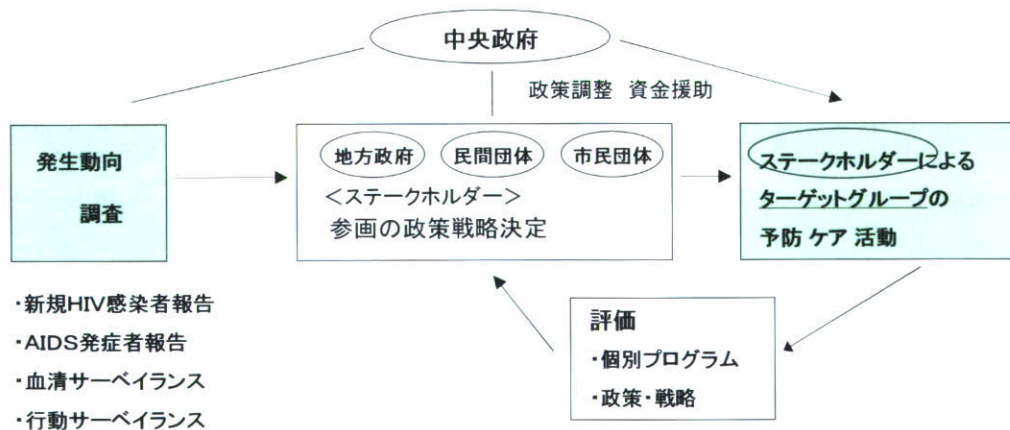 中央政府
政策調整 資金援助
発生動向
調査
地方政府 民間団体 市民団体
<ステークホルダー>
参画の政策戦略決定
ステークホルダーによる
ターゲットグループの
予防 ケア 活動
・新規HIV感染者報告
・AIDS発症者報告
・血清サーベイランス
・行動サーベイランス
評価
・個別プログラム
・政策・戦略